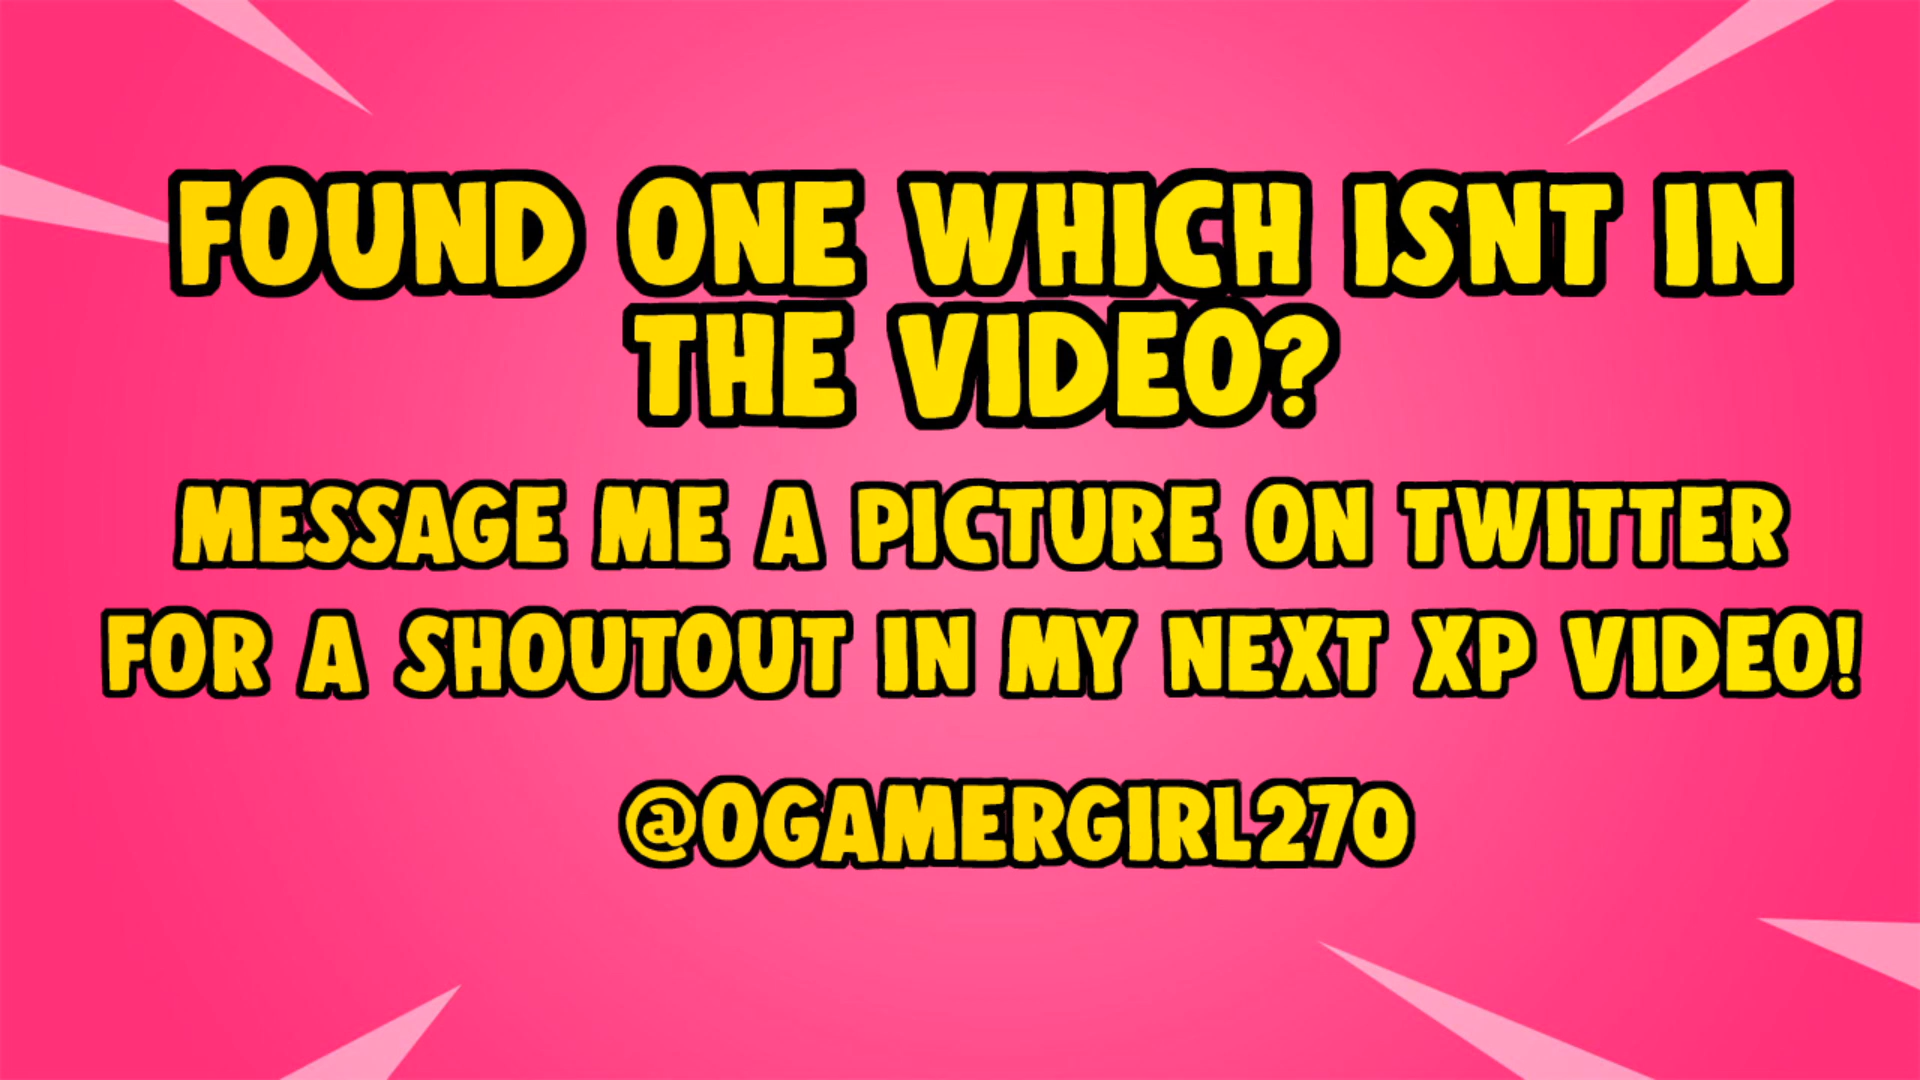 FOUND ONE WHICH ISNT IN
THE VIDEO?
MESSAGE ME A PICTURE ON TWITTER
FOR A SHOUTOUT IN MY NEXT XP VIDEO!
@OGAMERGIRL270